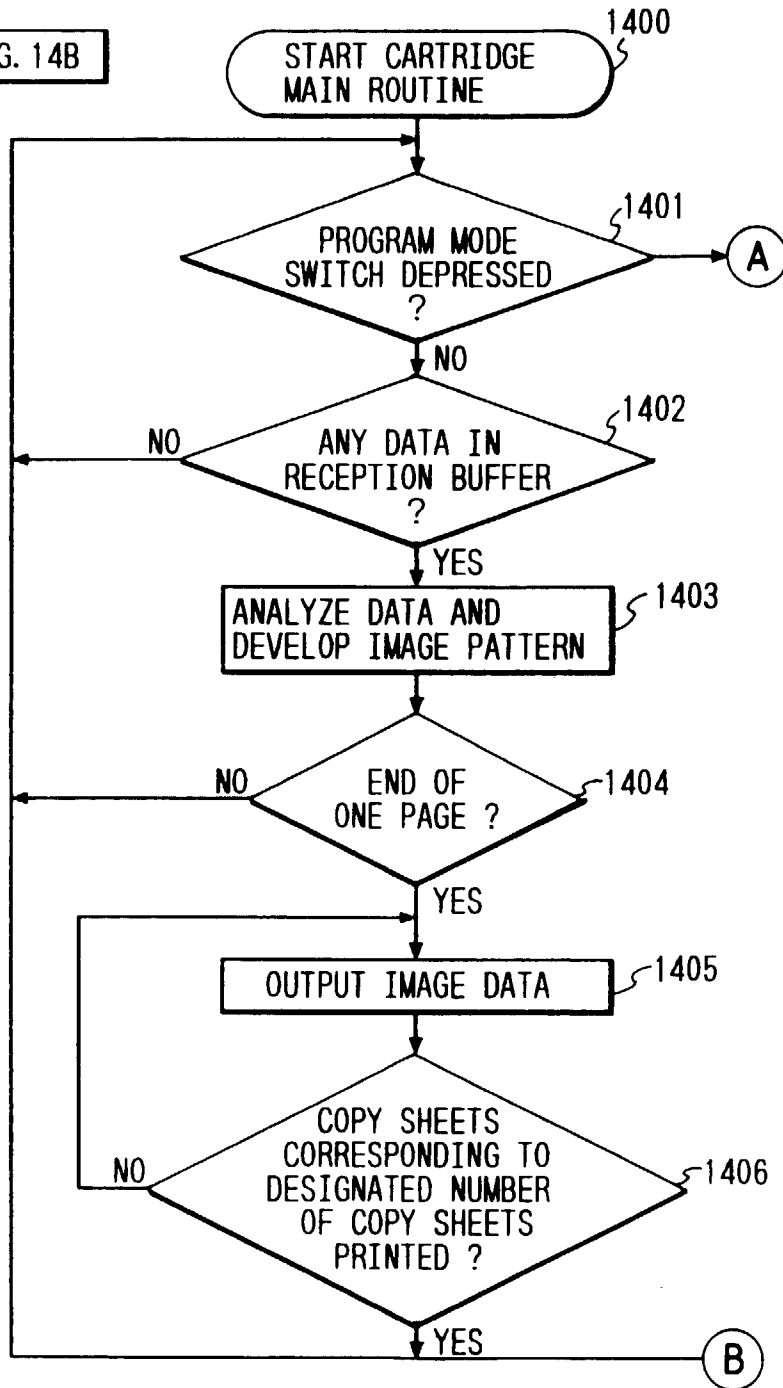 G. 14B
START CARTRIDGE
MAIN ROUTINE
1400
PROGRAM MODE
SWITCH DEPRESSED
?
1401
A
NO
ANY DATA IN
RECEPTION BUFFER
?
1402
NO
YES
ANALYZE DATA AND
DEVELOP IMAGE PATTERN
1403
END OF
ONE PAGE ?
1404
NO
YES
OUTPUT IMAGE DATA
1405
COPY SHEETS
CORRESPONDING TO
DESIGNATED NUMBER
OF COPY SHEETS
PRINTED ?
1406
NO
YES
B